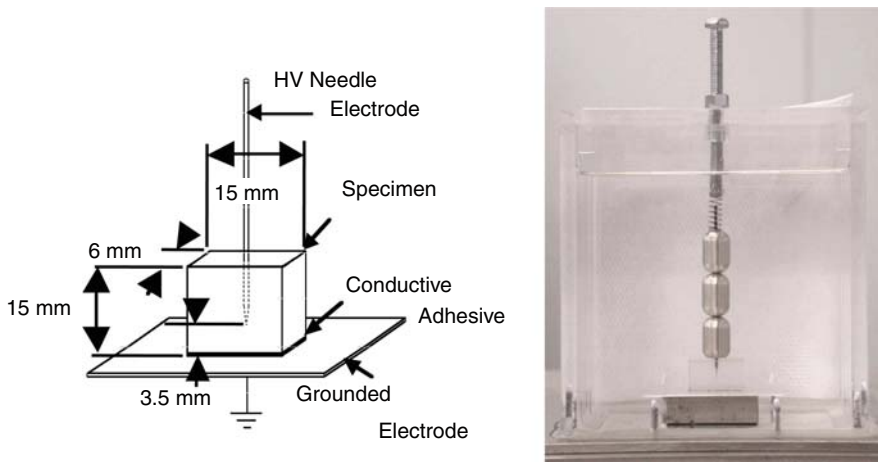 HV Needle
Electrode
15 mm
Specimen
6 mm
15 mm
Conductive
Adhesive
3.5 mm
Grounded
Electrode